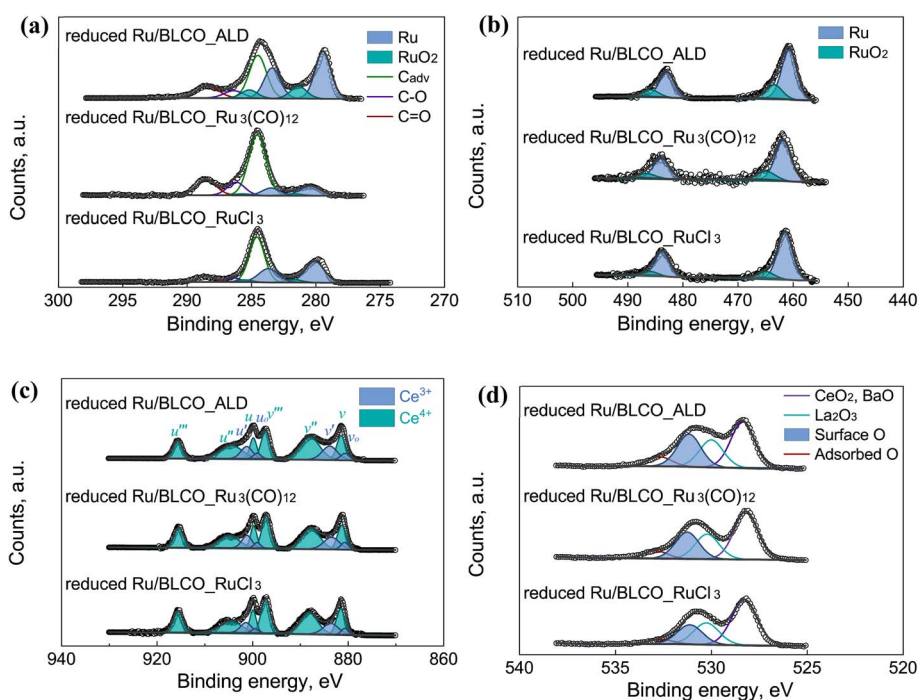 (a)
reduced Ru/BLCO_ALD
Ru
RuO2
Cadv
C-O
C=O
reduced Ru/BLCO_Ru3(CO)12
reduced Ru/BLCO_RuCl3
Counts, a.u.
300 295 290 285 280 275 270
Binding energy, eV
(b)
reduced Ru/BLCO_ALD
Ru
RuO2
reduced Ru/BLCO_Ru3(CO)12
reduced Ru/BLCO_RuCl3
Counts, a.u.
510 500 490 480 470 460 450 440
Binding energy, eV
(c)
reduced Ru/BLCO_ALD
Ce3+
Ce4+
u''' u'' u' u uo v''' v'' v' v vo
reduced Ru/BLCO_Ru3(CO)12
reduced Ru/BLCO_RuCl3
Counts, a.u.
940 920 900 880 860
Binding energy, eV
(d)
reduced Ru/BLCO_ALD
CeO2, BaO
La2O3
Surface O
Adsorbed O
reduced Ru/BLCO_Ru3(CO)12
reduced Ru/BLCO_RuCl3
Counts, a.u.
540 535 530 525 520
Binding energy, eV